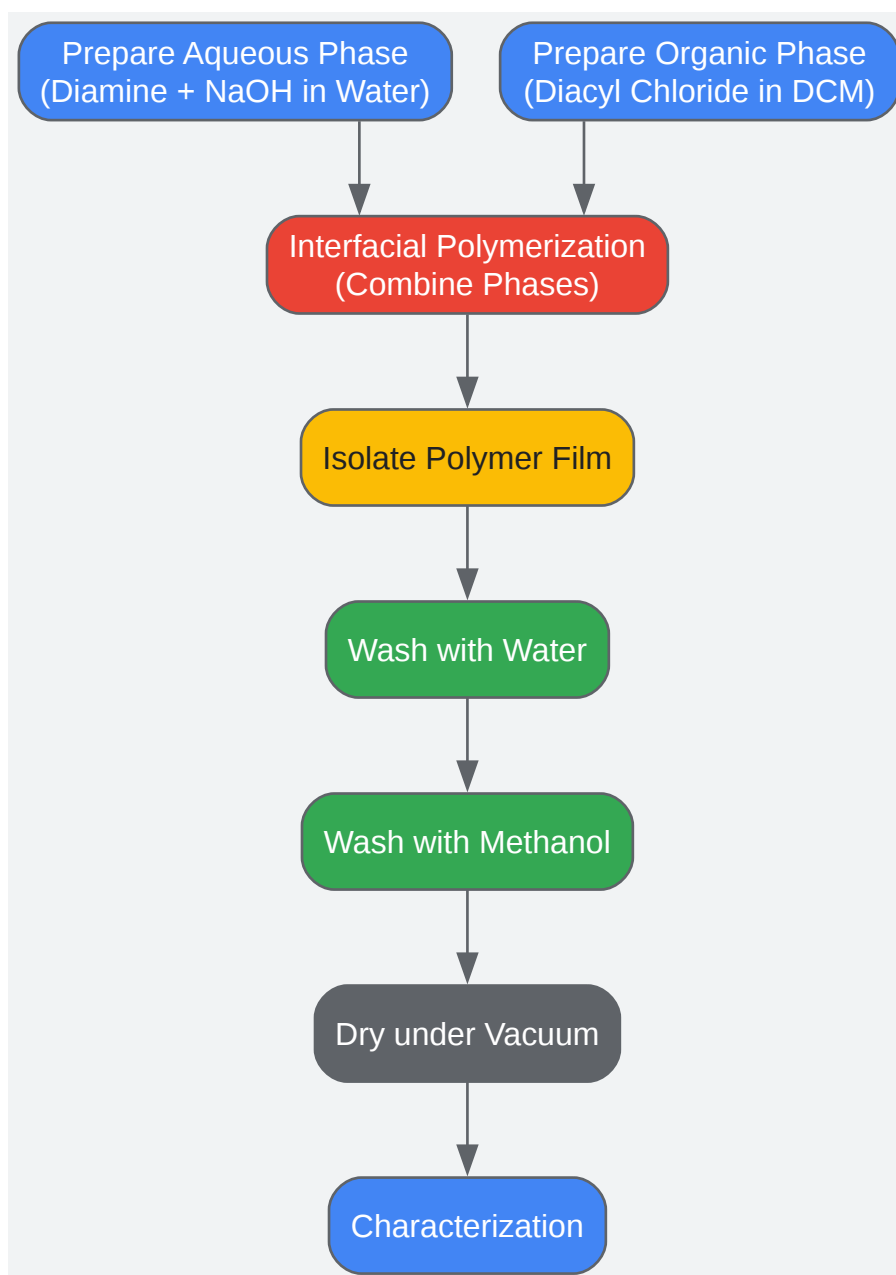 Prepare Aqueous Phase
(Diamine + NaOH in Water)
Prepare Organic Phase
(Diacyl Chloride in DCM)
Interfacial Polymerization
(Combine Phases)
Isolate Polymer Film
Wash with Water
Wash with Methanol
Dry under Vacuum
Characterization